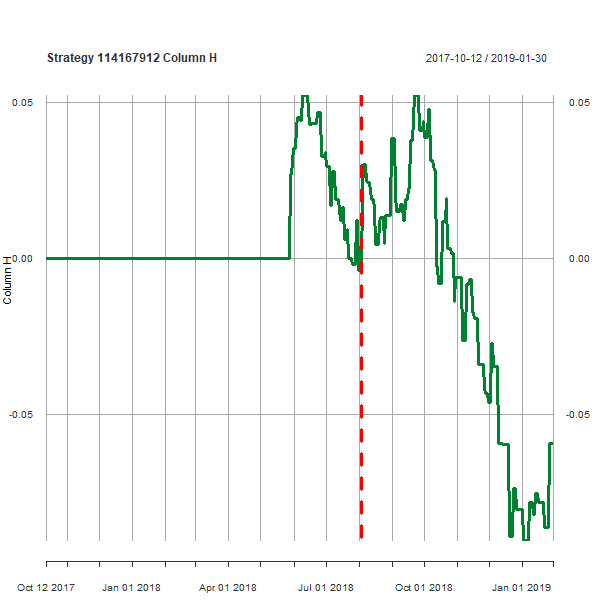 Strategy 114167912 Column H
2017-10-12 / 2019-01-30
0.05
0.05
0.00
0.00
-0.05
-0.05
Column H
Oct 12 2017
Jan 01 2018
Apr 01 2018
Jul 01 2018
Oct 01 2018
Jan 01 2019